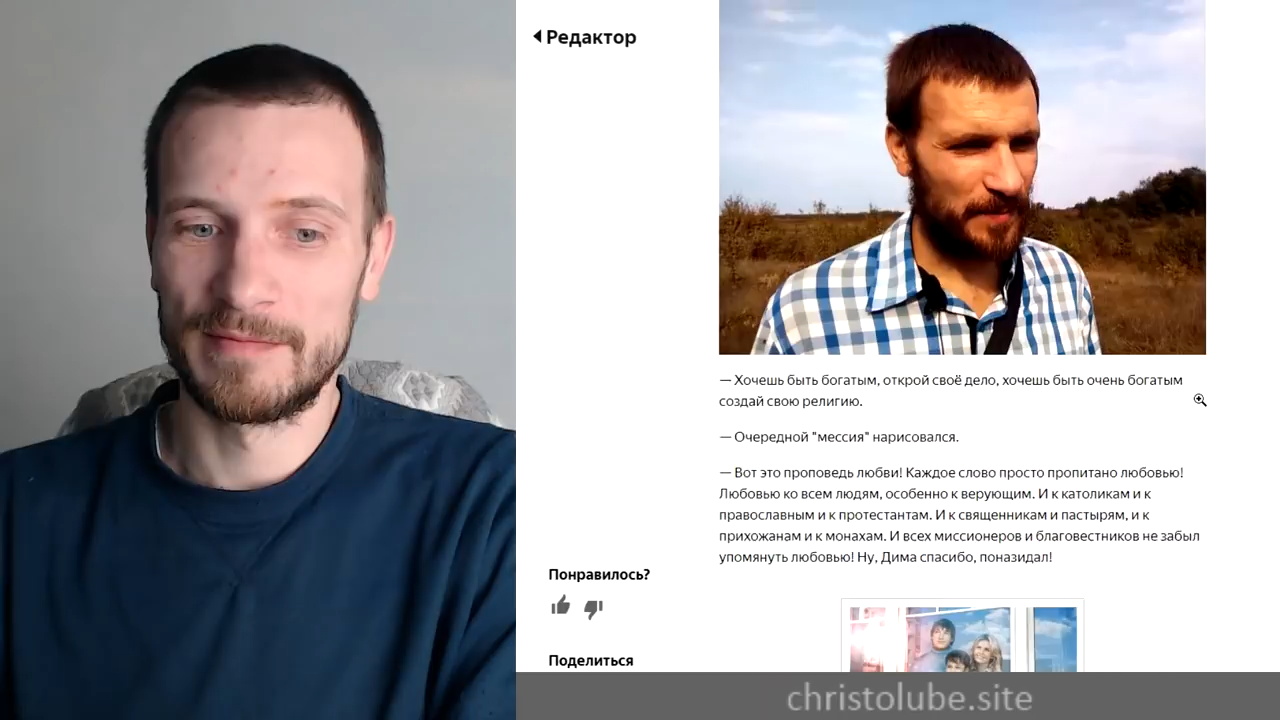 Редактор
— Хочешь быть богатым, открой своё дело, хочешь быть очень богатым
создай свою религию.
— Очередной "мессия" нарисовался.
— Вот это проповедь любви! Каждое слово просто пропитано любовью!
Любовью ко всем людям, особенно к верующим. И к католикам и к
православным и к протестантам. И к священникам и пастырям, и к
прихожанам и к монахам. И всех миссионеров и благовестников не забыл
упомянуть любовью! Ну, Дима спасибо, поназидал!
Понравилось?
Поделиться
christolube.site